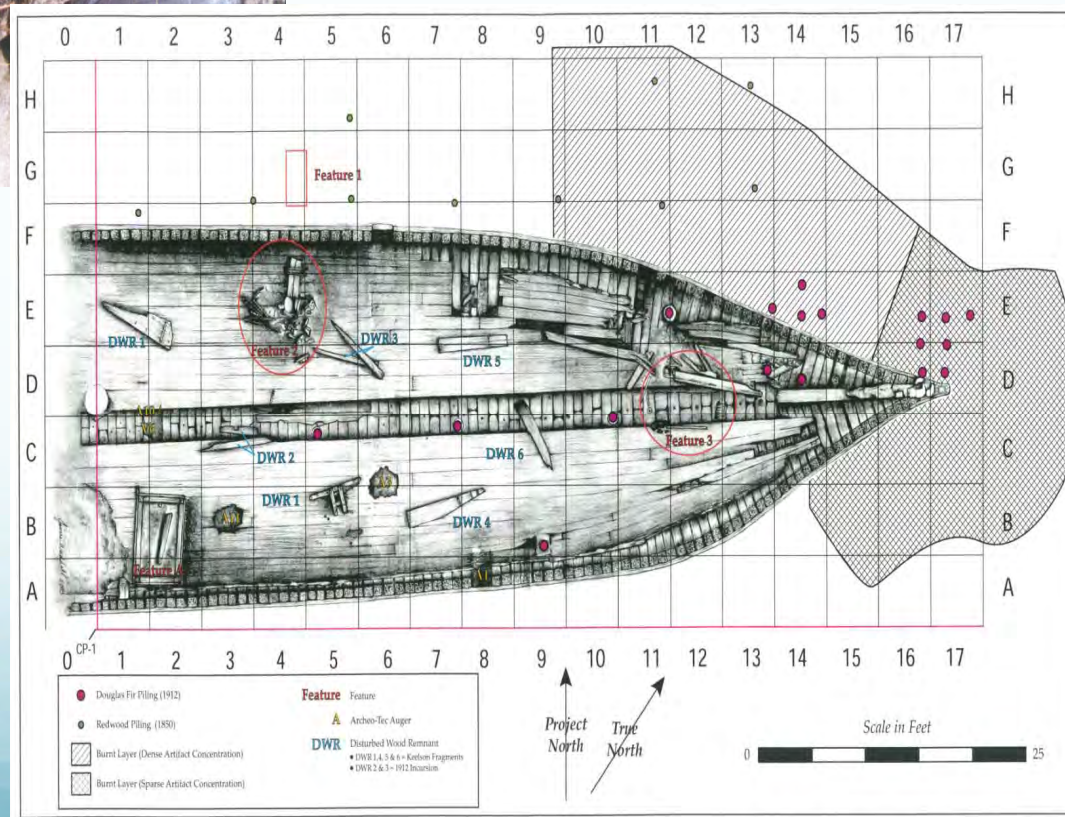 0 1 2 3 4 5 6 7 8 9 10 11 12 13 14 15 16 17
H H
G Feature 1 G
F F
E E
DWR 1 Feature 2 DWR 3 DWR 5
D D
C DWR 2 DWR 6 Feature 3 C
DWR 1
B DWR 4 B
A Feature A
CP-1
0 1 2 3 4 5 6 7 8 9 10 11 12 13 14 15 16 17
Douglas Fir Piling (1912)
Redwood Piling (1850)
Burnt Layer (Dense Artifact Concentration)
Burnt Layer (Sparse Artifact Concentration)
Feature Feature
A Archeo-Tec Auger
DWR Disturbed Wood Remnant
• DWR 1,4, 5 & 6 = Keelson Fragments
• DWR 2 & 3 = 1912 Incursion
Project
North
True
North
Scale in Feet
0 25